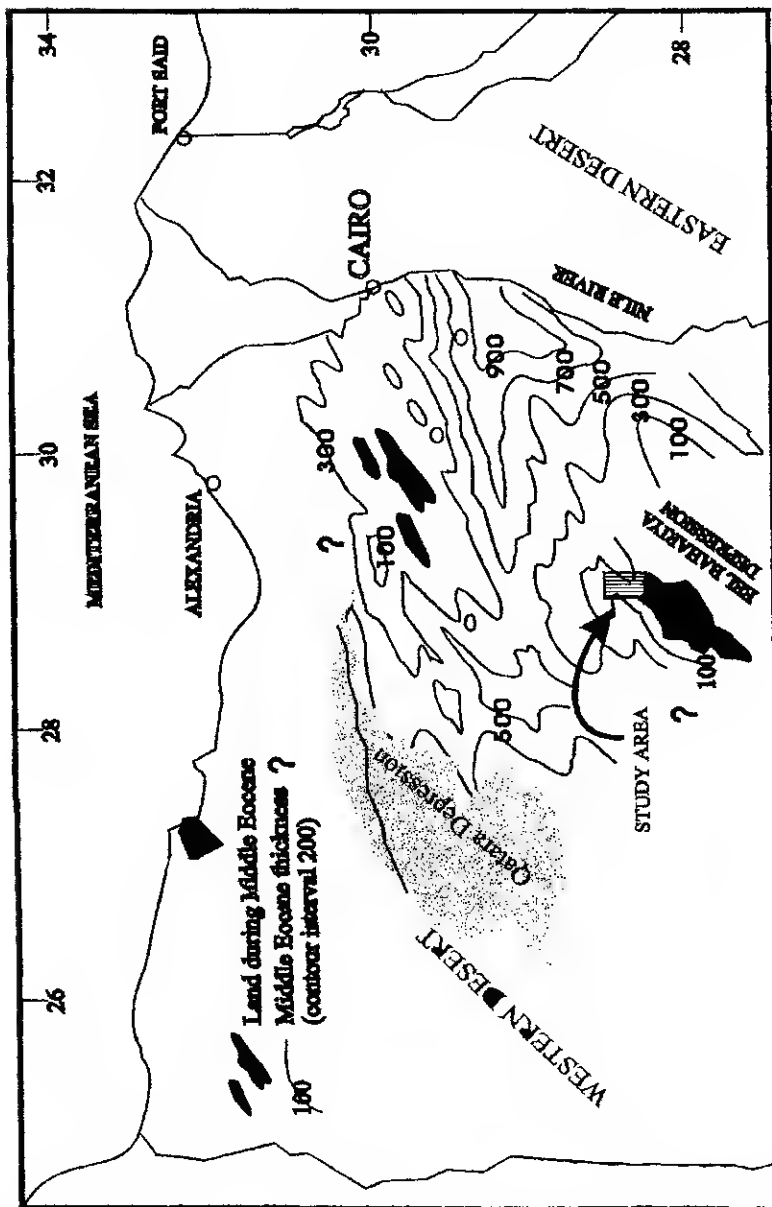 26
28
30
32
34
MEDITERRANEAN SEA
PORT SAID
ALEXANDRIA
Land during Middle Eocene
100
Middle Eocene thickness ?
(contour interval 200)
?
300
CAIRO
30
100
Qatara Depression
WESTERN DESERT
500
900
700
500
300
100
NILE RIVER
EASTERN DESERT
STUDY AREA
?
100
EL BAHARIYA
DEPRESSION
28